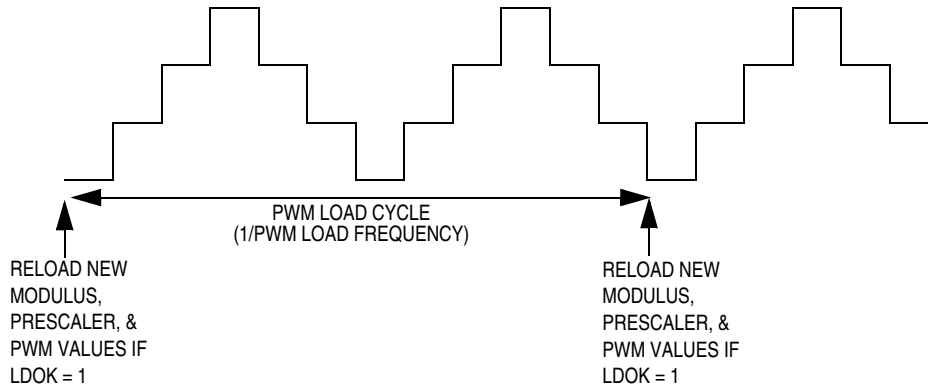 PWM LOAD CYCLE
(1/PWM LOAD FREQUENCY)
RELOAD NEW
MODULUS,
PRESCALER, &
PWM VALUES IF
LDOK = 1
RELOAD NEW
MODULUS,
PRESCALER, &
PWM VALUES IF
LDOK = 1